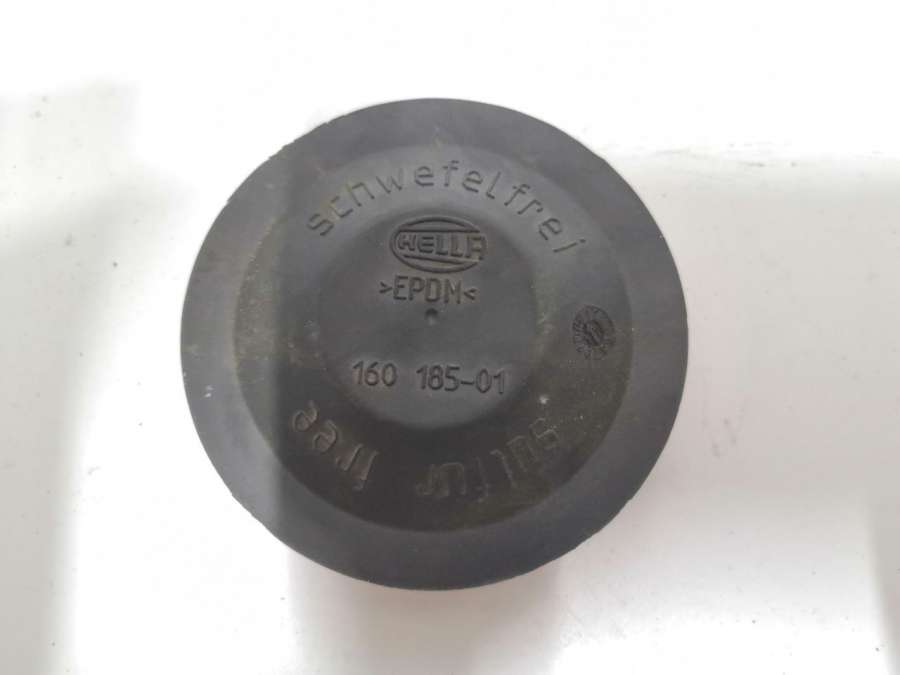 schwefelfrei
HELLA
>EPDM<
160 185-01
sulfur free